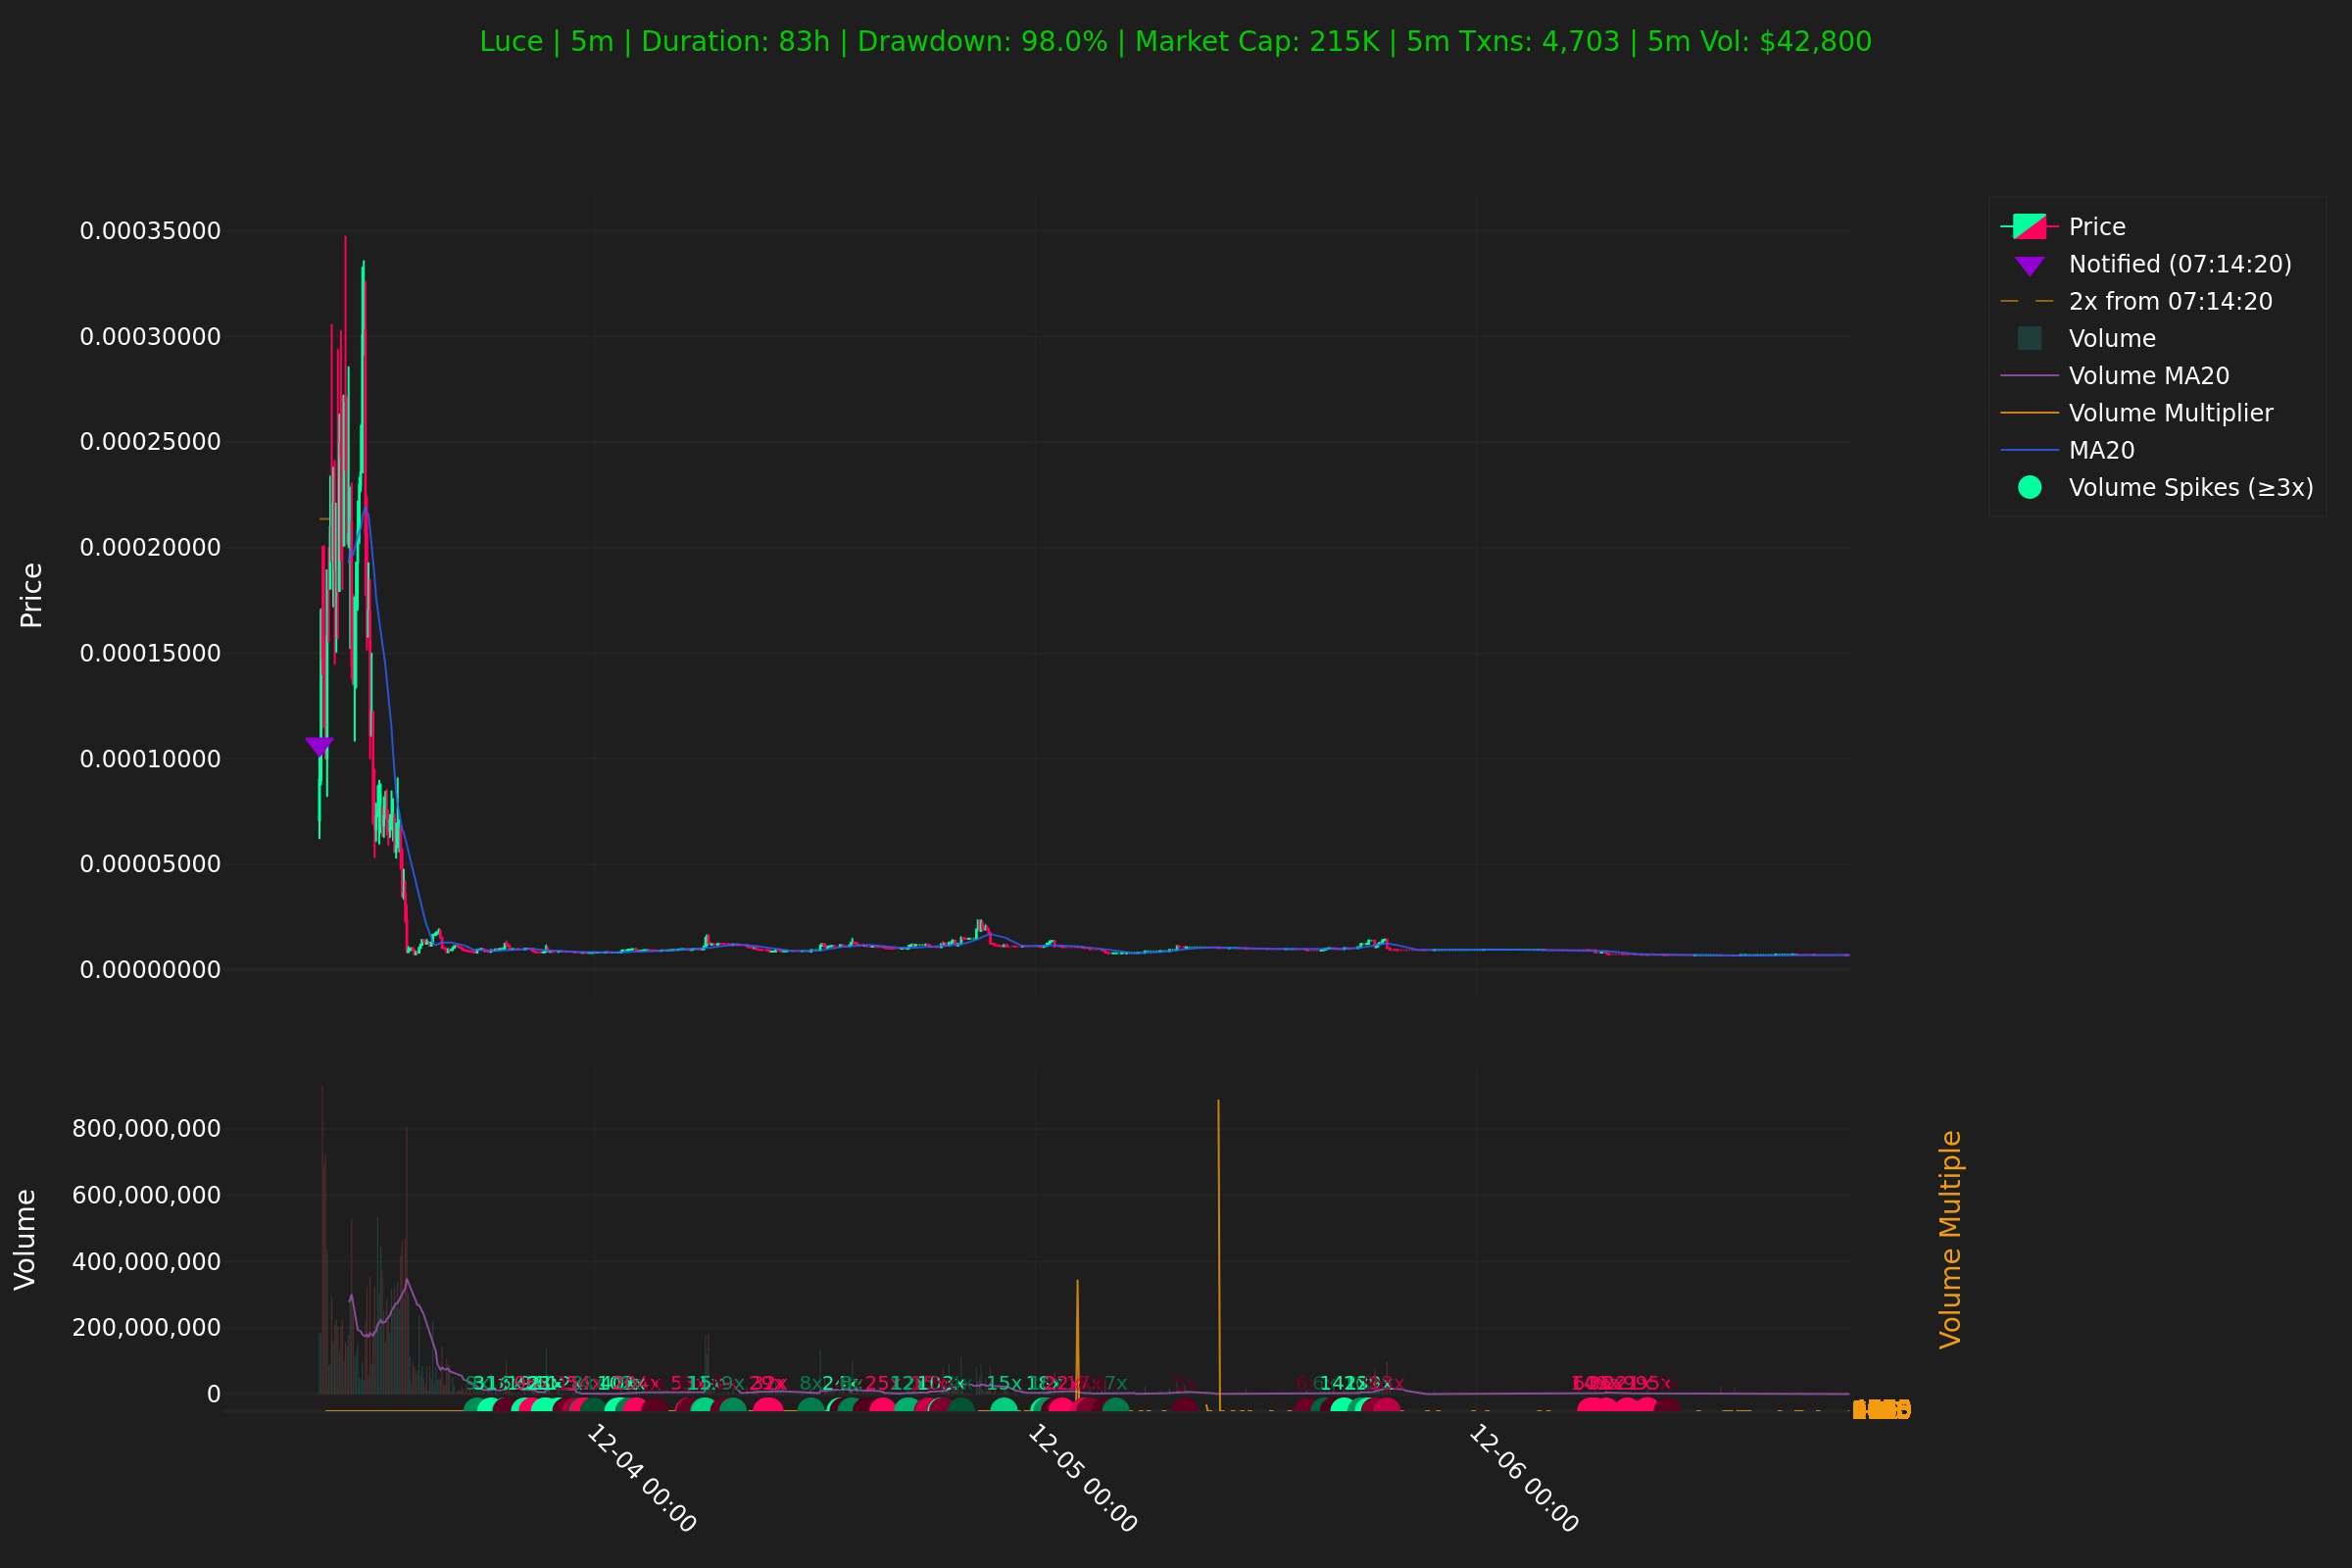 Luce | 5m | Duration: 83h | Drawdown: 98.0% | Market Cap: 215K | 5m Txns: 4,703 | 5m Vol: $42,800
Price
Notified (07:14:20)
2x from 07:14:20
Volume
Volume MA20
Volume Multiplier
MA20
Volume Spikes (≥3x)
0.00035000
0.00030000
0.00025000
0.00020000
0.00015000
0.00010000
0.00005000
0.00000000
Price
800,000,000
600,000,000
400,000,000
200,000,000
0
Volume
Volume Multiple
15x
7x
12-04 00:00
12-05 00:00
12-06 00:00